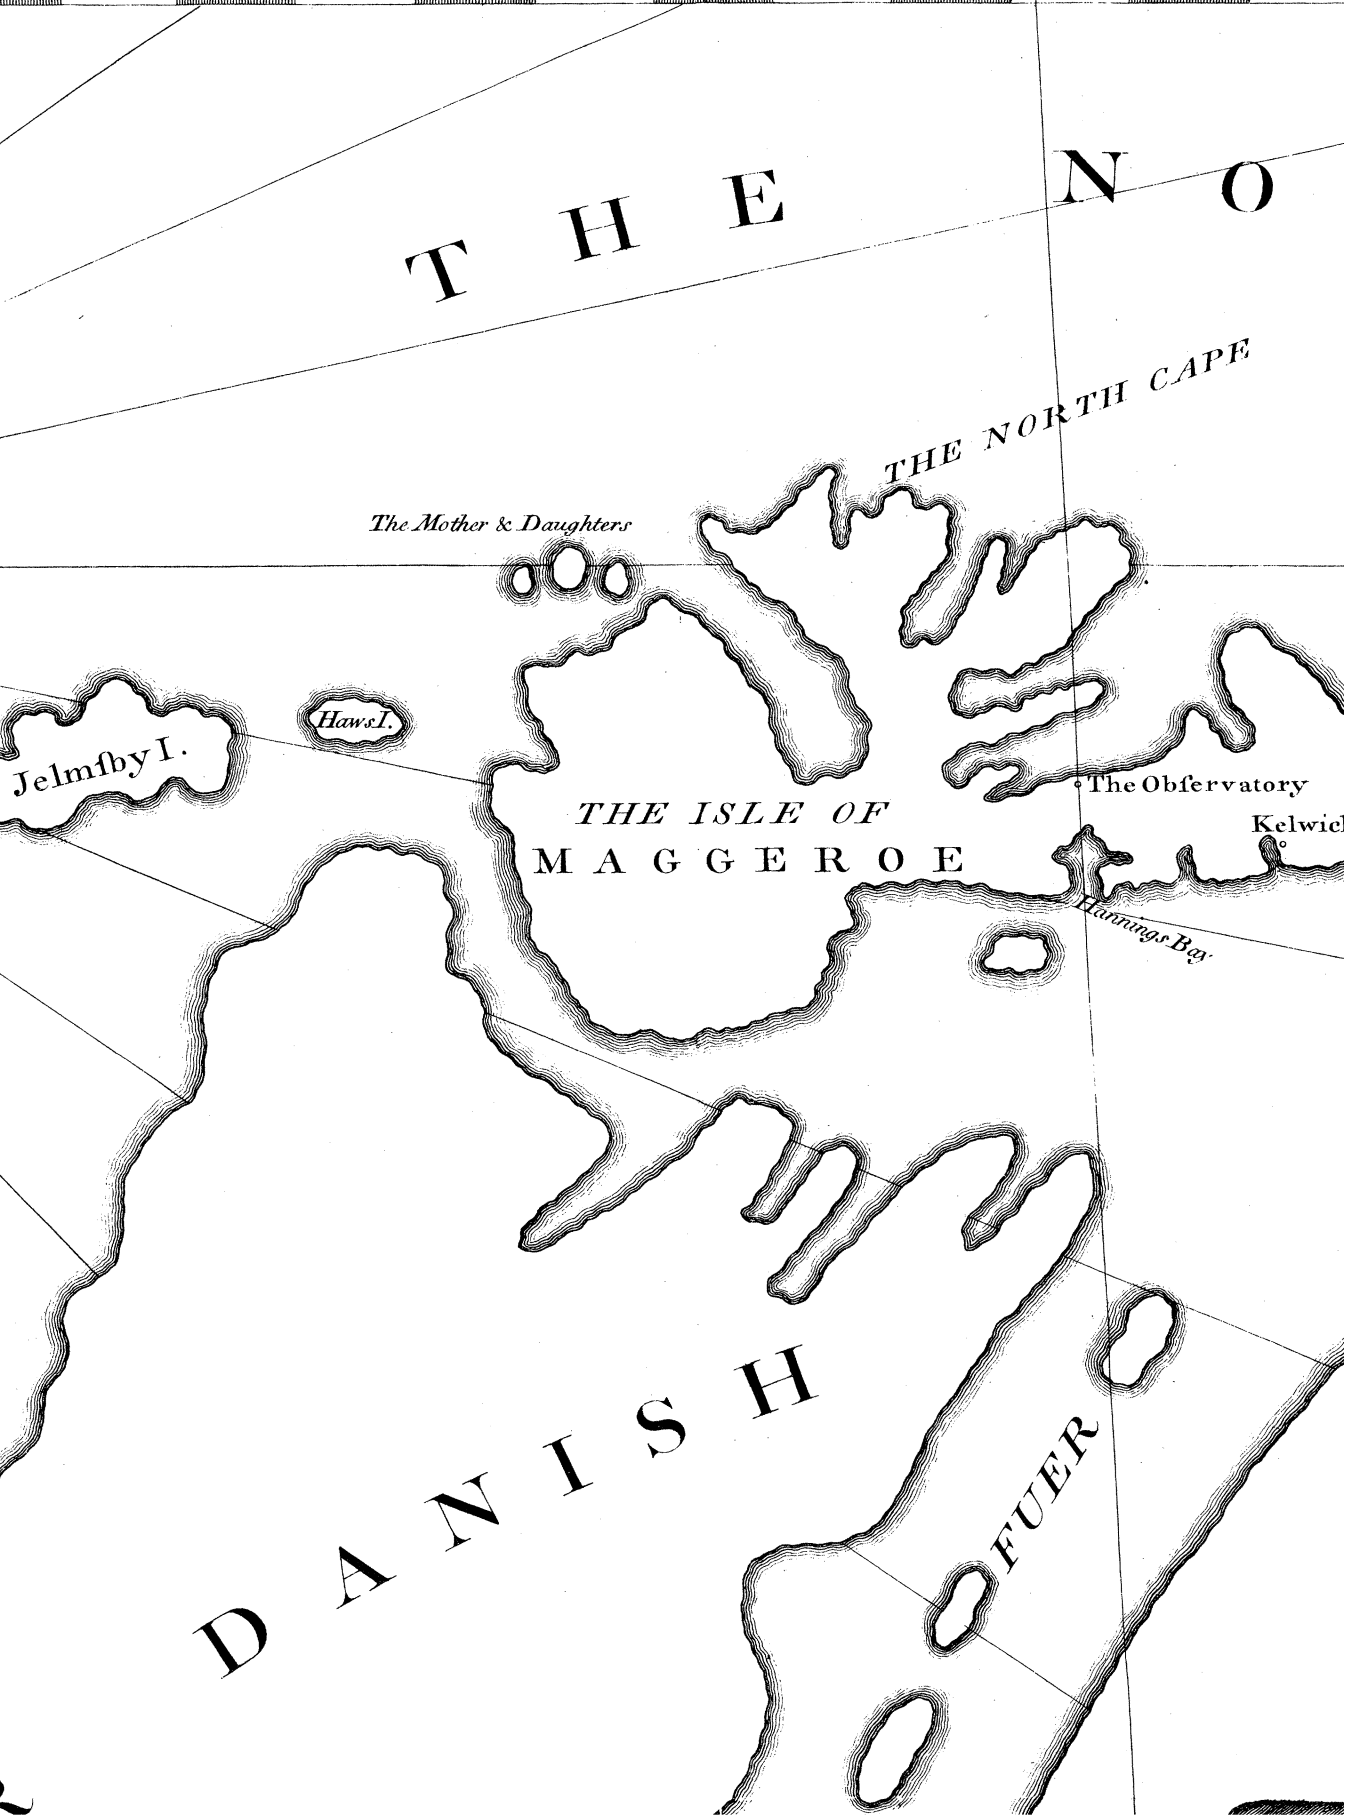 THE NO
THE NORTH CAPE
The Mother & Daughters
Haws I.
Jelmſby I.
The Obſervatory
THE ISLE OF
MAGGEROE
Hannings Bay
DANISH
FUER